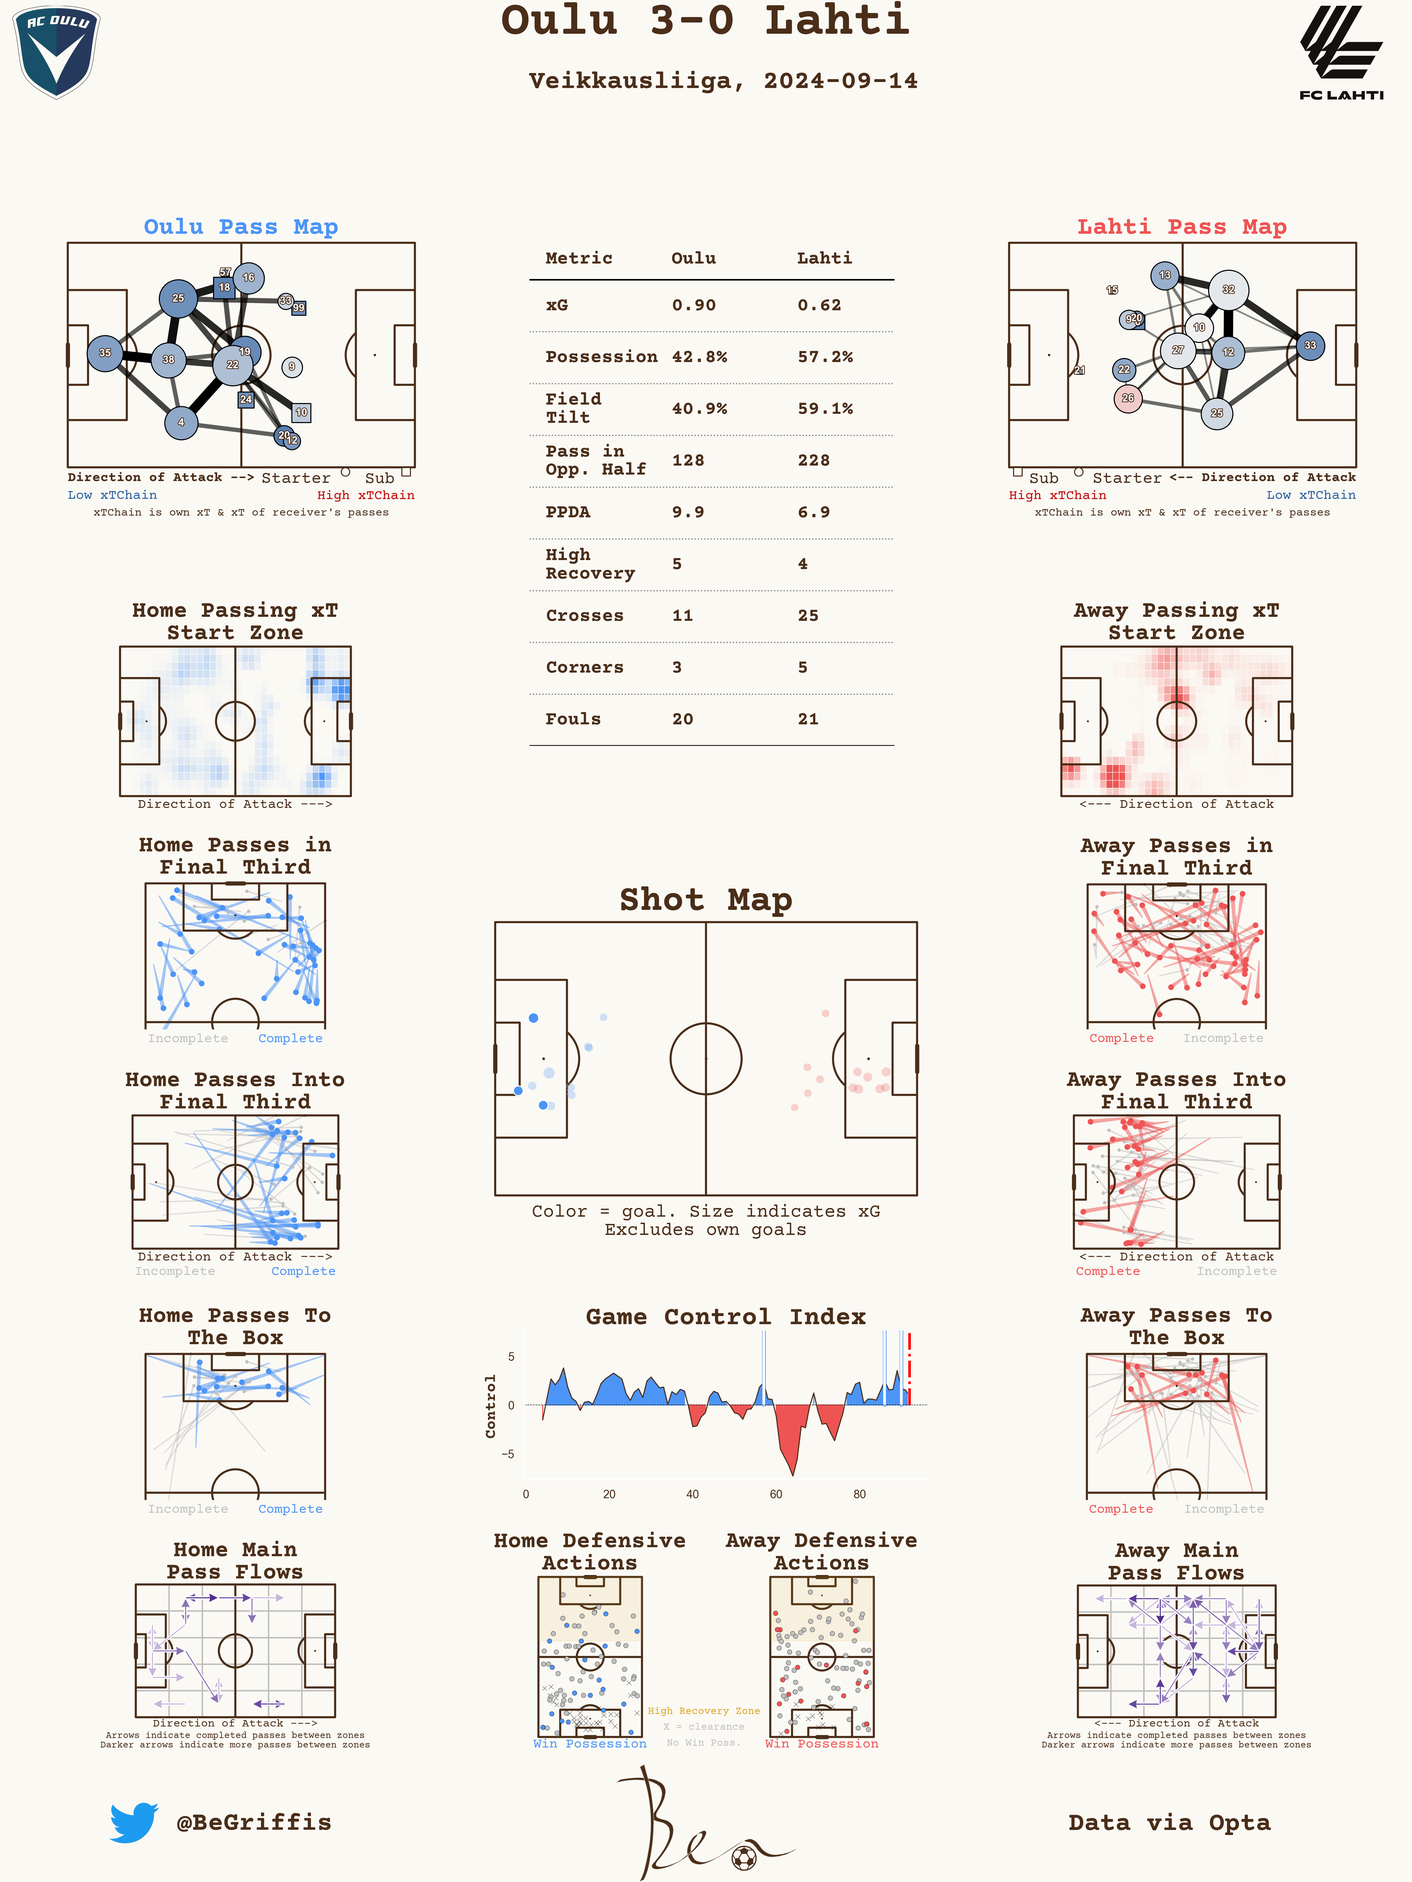 AC OULU
Oulu 3-0 Lahti
Veikkausliiga, 2024-09-14
FC LAHTI
Oulu Pass Map
57
16
18
25
33
99
35
38
19
22
9
24
10
4
20
12
Direction of Attack --> Starter Sub
Low xTChain High xTChain
xTChain is own xT & xT of receiver's passes
Metric Oulu Lahti
xG 0.90 0.62
Possession 42.8% 57.2%
Field
Tilt 40.9% 59.1%
Pass in
Opp. Half 128 228
PPDA 9.9 6.9
High
Recovery 5 4
Crosses 11 25
Corners 3 5
Fouls 20 21
Lahti Pass Map
13
15
32
9
20
10
27
12
33
21
22
26
25
Sub Starter <-- Direction of Attack
High xTChain Low xTChain
xTChain is own xT & xT of receiver's passes
Home Passing xT
Start Zone
Direction of Attack --->
Away Passing xT
Start Zone
<--- Direction of Attack
Home Passes in
Final Third
Incomplete Complete
Away Passes in
Final Third
Complete Incomplete
Shot Map
Color = goal. Size indicates xG
Excludes own goals
Home Passes Into
Final Third
Direction of Attack --->
Incomplete Complete
Away Passes Into
Final Third
<--- Direction of Attack
Complete Incomplete
Home Passes To
The Box
Incomplete Complete
Game Control Index
Control
5
0
−5
0 20 40 60 80
Away Passes To
The Box
Complete Incomplete
Home Main
Pass Flows
Direction of Attack --->
Arrows indicate completed passes between zones
Darker arrows indicate more passes between zones
Home Defensive
Actions
Win Possession
High Recovery Zone
X = clearance
No Win Poss.
Away Defensive
Actions
Win Possession
Away Main
Pass Flows
<--- Direction of Attack
Arrows indicate completed passes between zones
Darker arrows indicate more passes between zones
@BeGriffis
Ben
Data via Opta